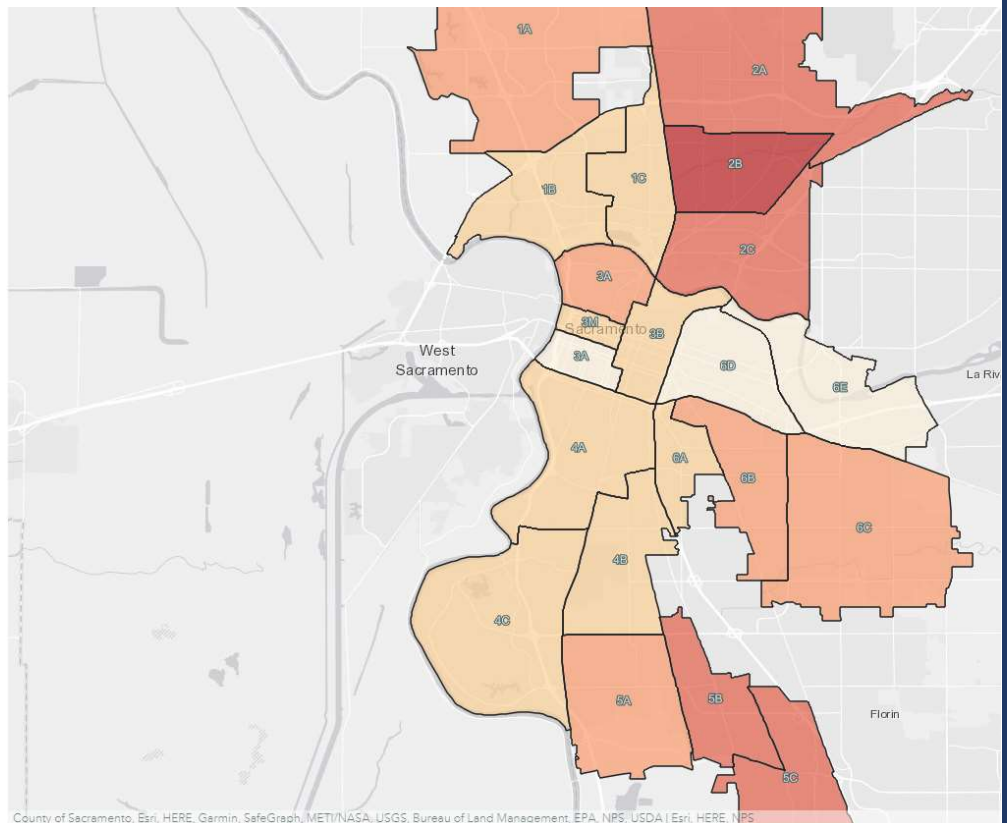 1A
2A
2B
1B
1C
2C
3A
3M
Sacramento
3B
West
Sacramento
3A
6D
6E
La Riv
4A
6A
6B
6C
4B
4C
5A
5B
Florin
5C
County of Sacramento, Esri, HERE, Garmin, SafeGraph, METI/NASA, USGS, Bureau of Land Management, EPA, NPS, USDA | Esri, HERE, NPS